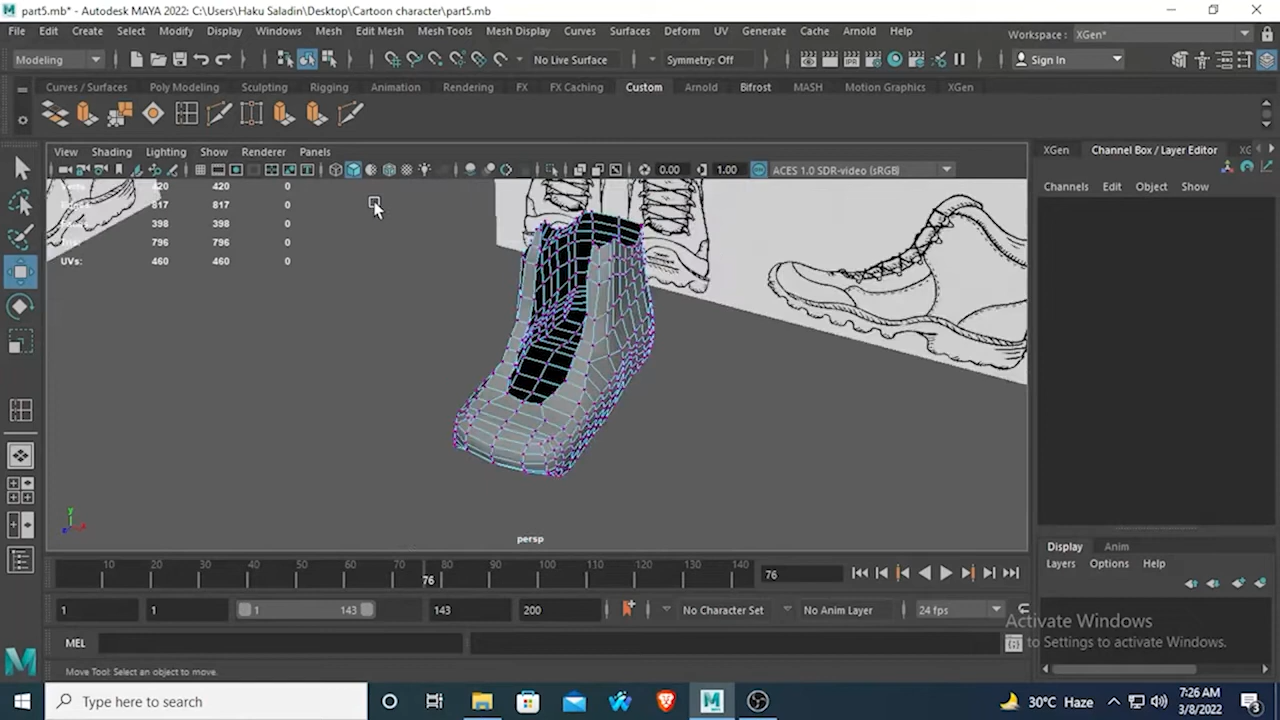 part5.mb* - Autodesk MAYA 2022: C:\Users\Haku Saladin\Desktop\Cartoon character\part5.mb
File Edit Create Select Modify Display Windows Mesh Edit Mesh Mesh Tools Mesh Display Curves Surfaces Deform UV Generate Cache Arnold Help Workspace : XGen*
Modeling No Live Surface Symmetry: Off Sign In
Curves / Surfaces Poly Modeling Sculpting Rigging Animation Rendering FX FX Caching Custom Arnold Bifrost MASH Motion Graphics XGen
View Shading Lighting Show Renderer Panels XGen Channel Box / Layer Editor
0.00 1.00 ACES 1.0 SDR-video (sRGB)
Channels Edit Object Show
Verts: 420 420 0
817 817 0
398 398 0
Tris: 796 796 0
UVs: 460 460 0
persp
Display Anim
Layers Options Help
10 20 30 40 50 60 70 80 90 100 110 120 130 140
76
76
1 1 1 143 143 200 No Character Set No Anim Layer 24 fps
Activate Windows
to Settings to activate Windows.
MEL
Move Tool: Select an object to move.
Type here to search
30°C Haze
7:26 AM
3/8/2022
3